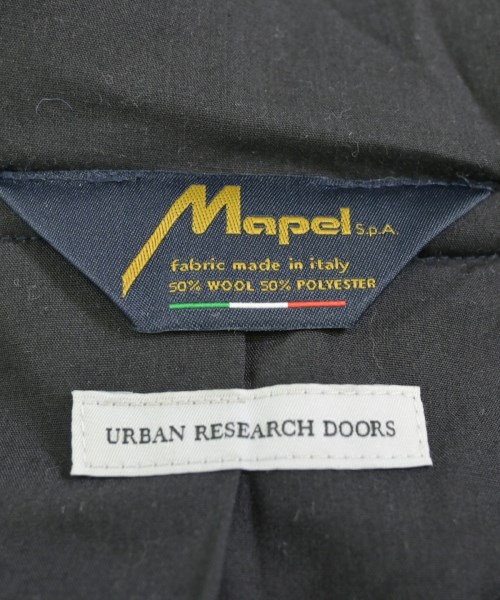 Mapel S.p.A.
fabric made in italy
50% WOOL 50% POLYESTER
URBAN RESEARCH DOORS